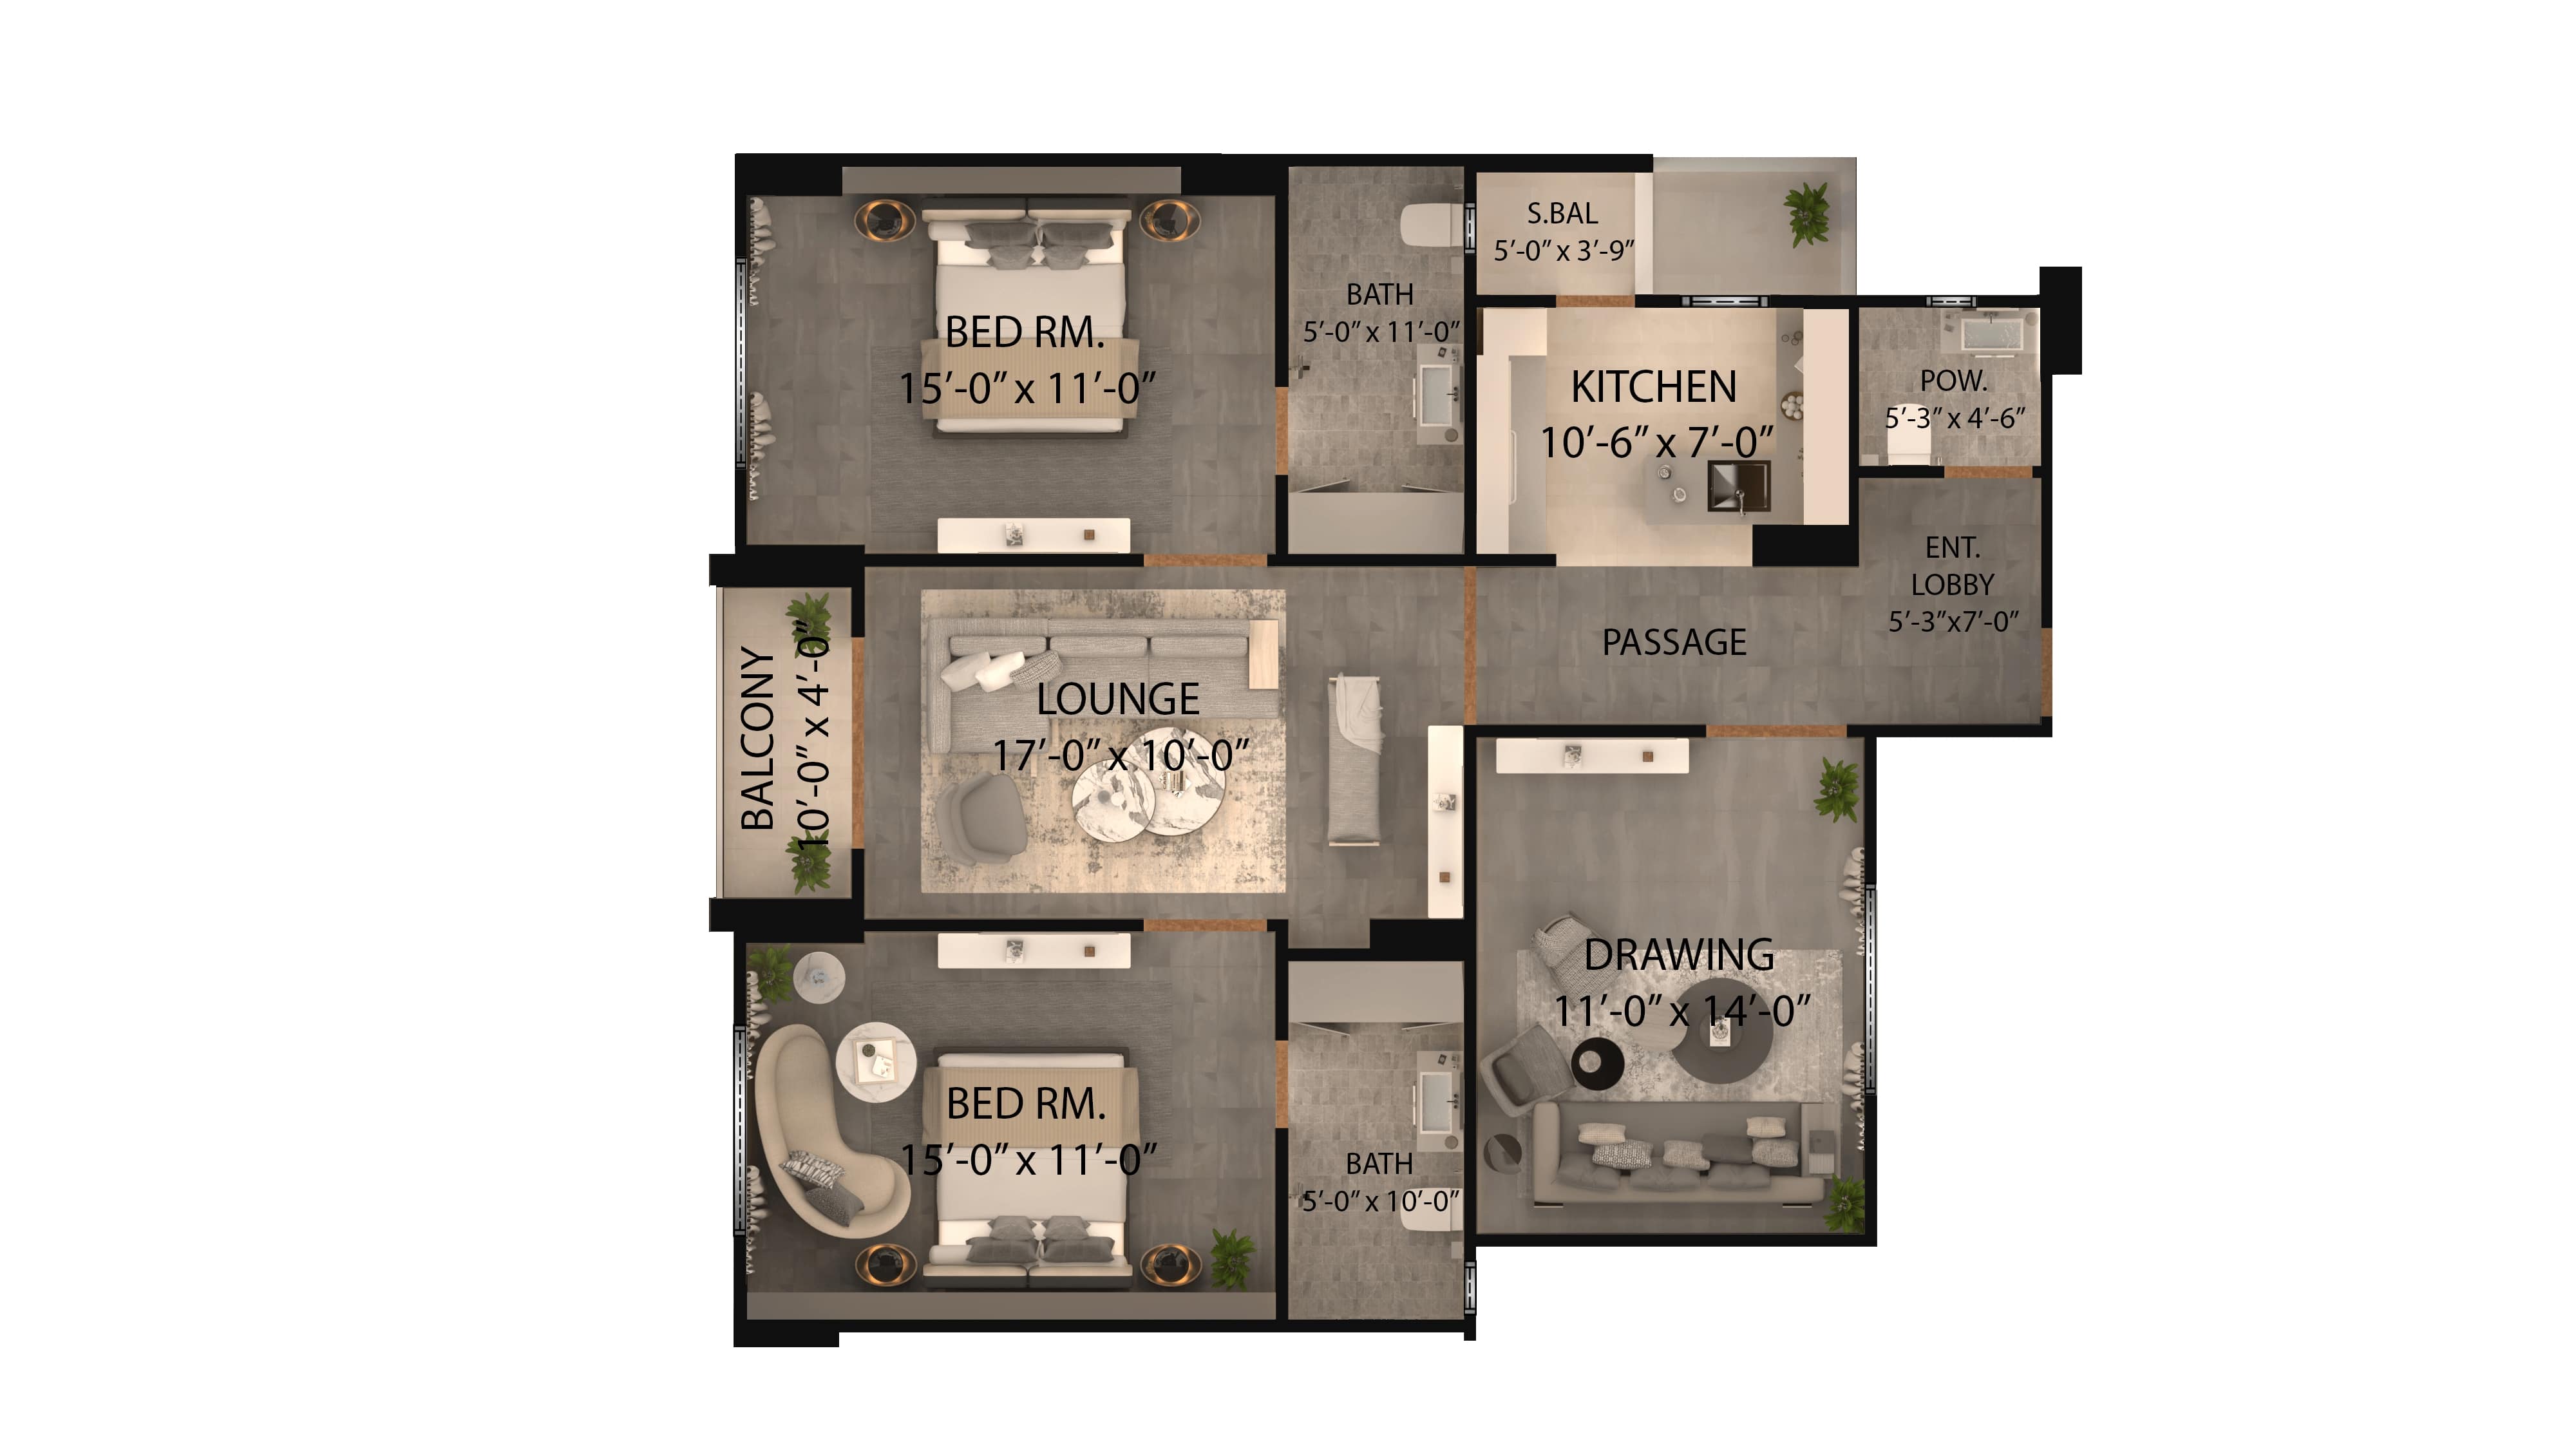 BED RM.
15’-0” x 11’-0”
BATH
5’-0” x 11’-0”
S.BAL
5’-0” x 3’-9”
KITCHEN
10’-6” x 7’-0”
POW.
5’-3” x 4’-6”
ENT.
LOBBY
5’-3”x7’-0”
PASSAGE
BALCONY
10’-0” x 4’-0”
LOUNGE
17’-0” x 10’-0”
DRAWING
11’-0” x 14’-0”
BED RM.
15’-0” x 11’-0”
BATH
5’-0” x 10’-0”